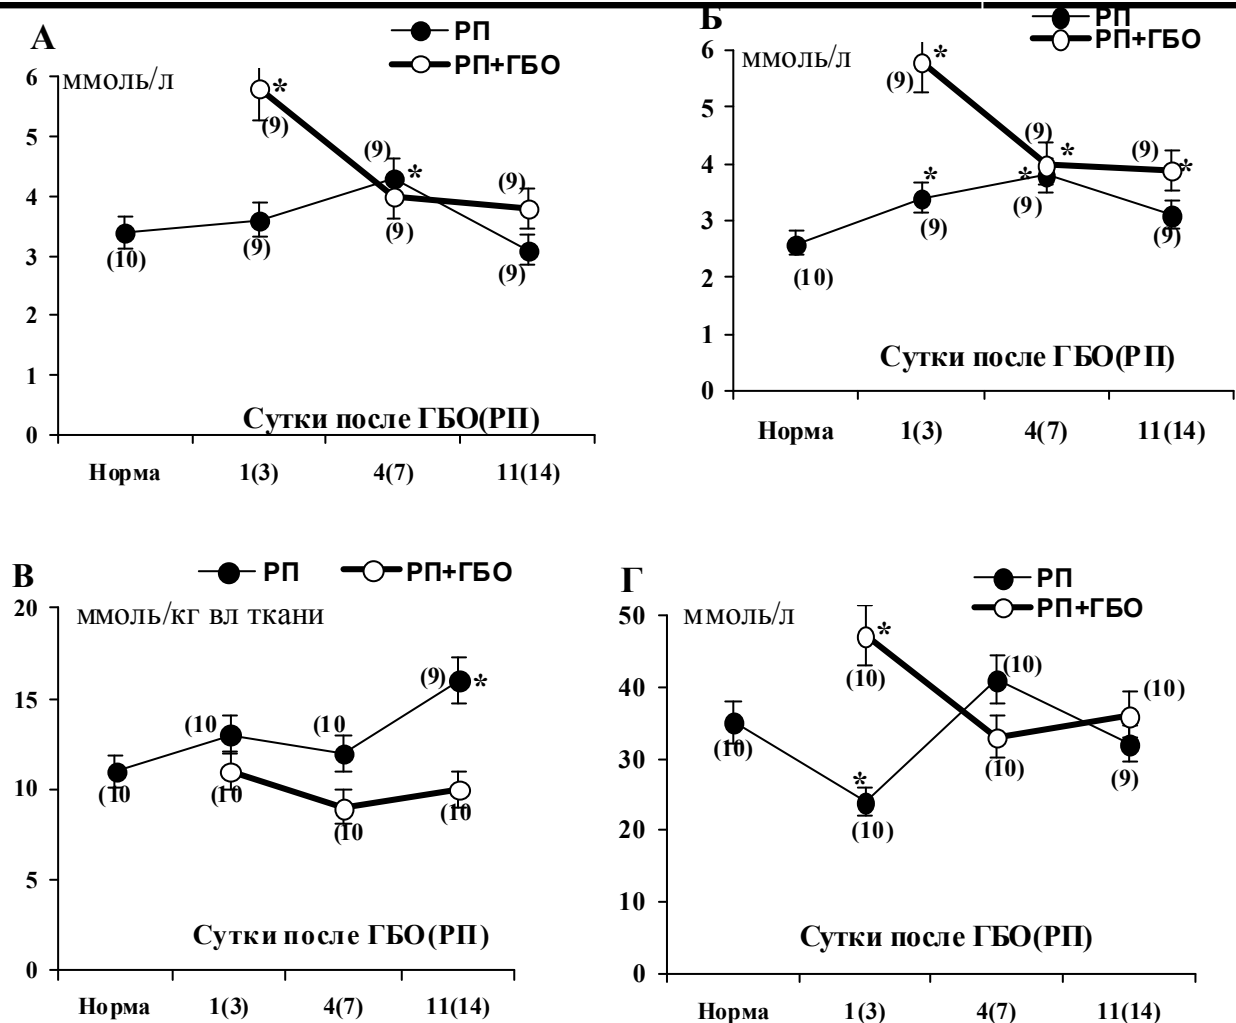 А
РП
РП+ГБО
ммоль/л
6
5
4
3
2
1
0
*
(9)
(9)
*
(9)
(9)
(9)
(10)
(9)
(9)
Сутки после ГБО(РП)
Норма 1(3) 4(7) 11(14)
Б
РП
РП+ГБО
ммоль/л
6
5
4
3
2
1
0
*
(9)
(9)
*
(9)
*
*
*
(9)
(9)
(9)
(10)
Сутки после ГБО(РП)
Норма 1(3) 4(7) 11(14)
В
РП РП+ГБО
ммоль/кг вл ткани
20
15
10
5
0
(9)
*
(10
(10
(10
(10
(10
(10
Сутки после ГБО(РП)
Норма 1(3) 4(7) 11(14)
Г
РП
РП+ГБО
ммоль/л
50
40
30
20
10
0
*
(10)
(10)
(10)
(10)
(10)
(9)
*
(10)
Сутки после ГБО(РП)
Норма 1(3) 4(7) 11(14)